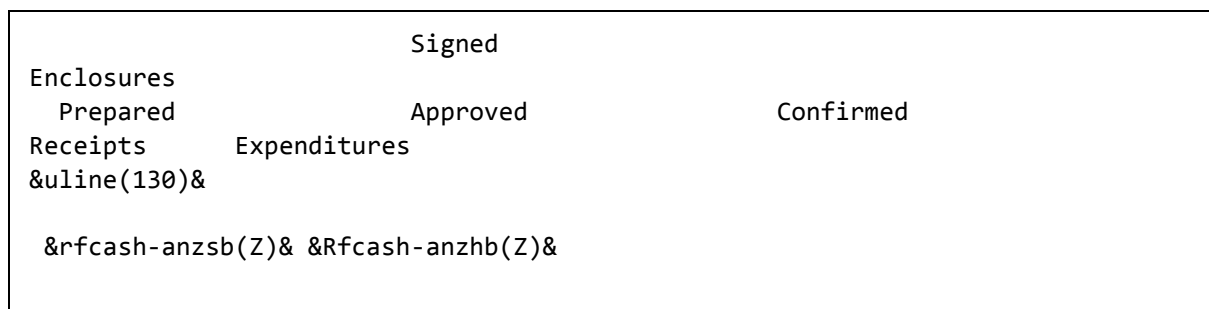 Signed
Enclosures
Prepared Approved Confirmed
Receipts Expenditures
&uline(130)&
&rfcash-anzsb(Z)& &Rfcash-anzhb(Z)&